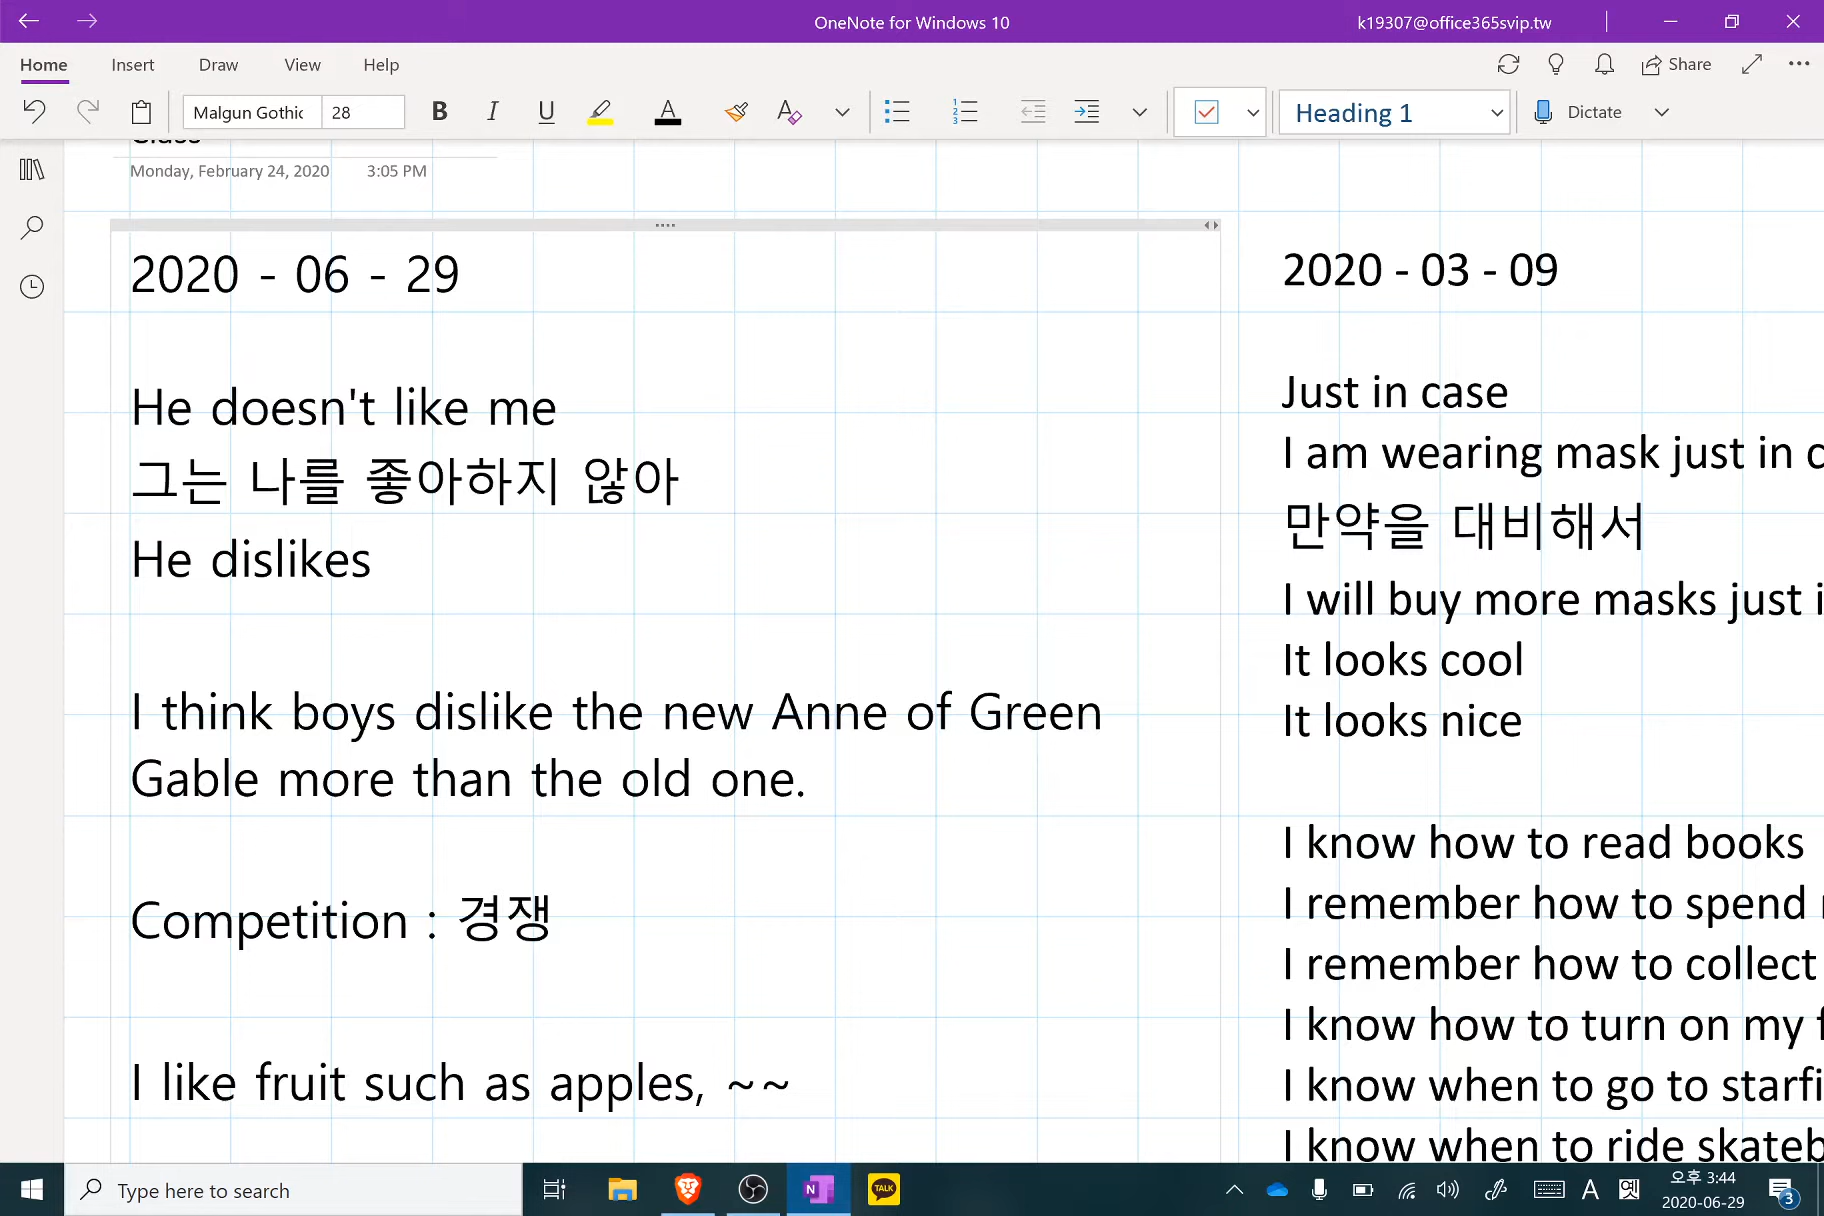 OneNote for Windows 10
k19307@office365svip.tw
Home
Insert
Draw
View
Help
Share
Malgun Gothic
28
B
I
U
A
A
Heading 1
Dictate
Class
Monday, February 24, 2020
3:05 PM
2020 - 06 - 29
He doesn't like me
그는 나를 좋아하지 않아
He dislikes
I think boys dislike the new Anne of Green
Gable more than the old one.
Competition : 경쟁
I like fruit such as apples, ~~
2020 - 03 - 09
Just in case
I am wearing mask just in c
만약을 대비해서
I will buy more masks just i
It looks cool
It looks nice
I know how to read books
I remember how to spend
I remember how to collect
I know how to turn on my f
I know when to go to starfi
I know when to ride skateb
Type here to search
N
TALK
A
오후 3:44
2020-06-29
3